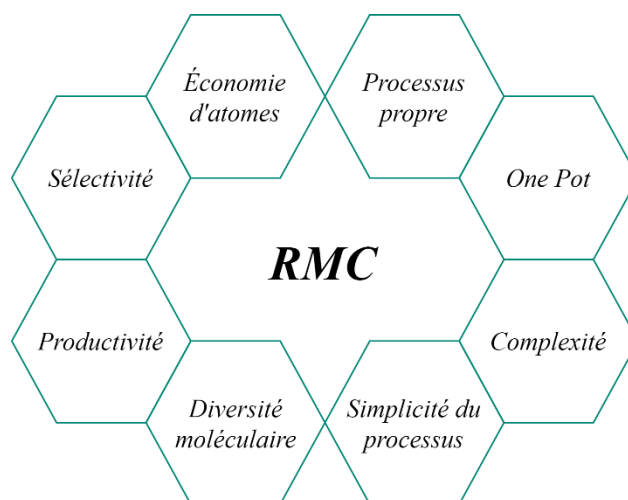 Économie
d'atomes
Processus
propre
Sélectivité
One Pot
RMC
Productivité
Complexité
Diversité
moléculaire
Simplicité du
processus